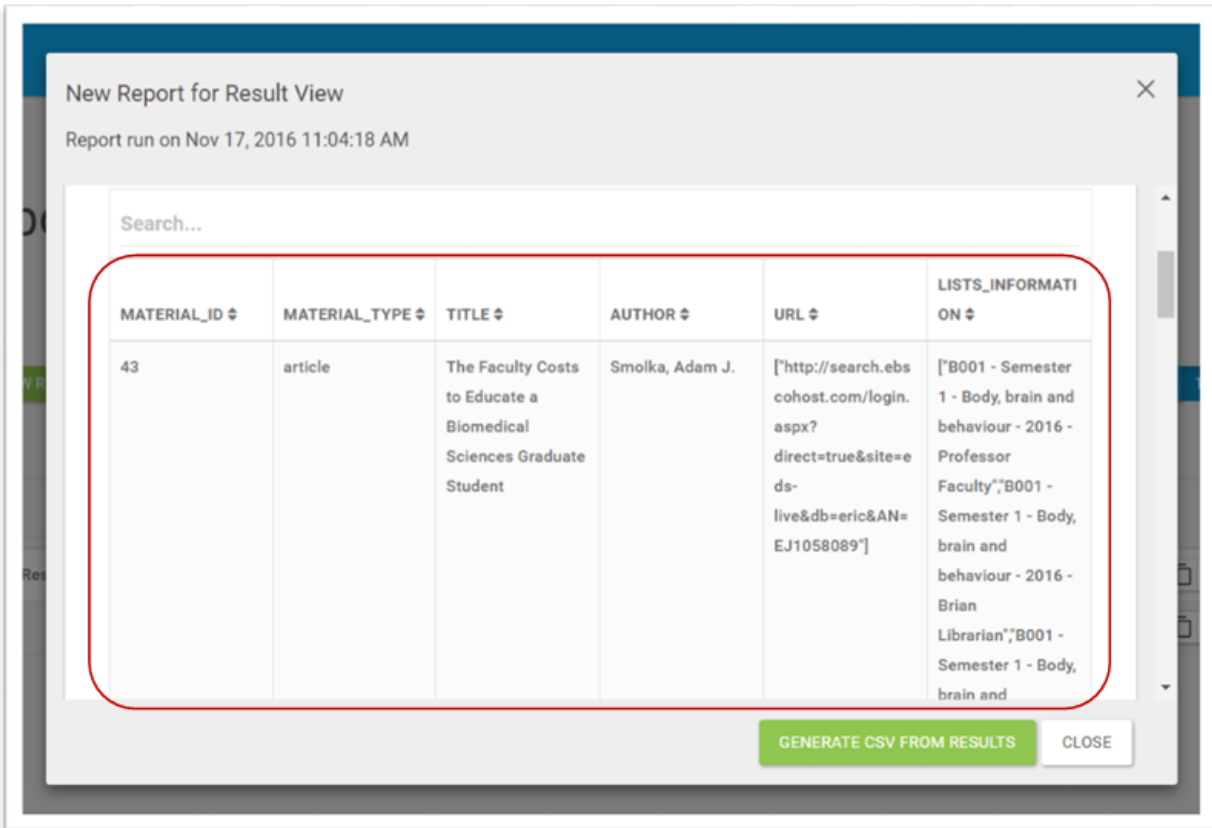 New Report for Result View
Report run on Nov 17, 2016 11:04:18 AM
Search...
MATERIAL_ID
MATERIAL_TYPE
TITLE
AUTHOR
URL
LISTS_INFORMATI
ON
43
article
The Faculty Costs
to Educate a
Biomedical
Sciences Graduate
Student
Smolka, Adam J.
["http://search.ebs
cohost.com/login.
aspx?
direct=true&site=e
ds-
live&db=eric&AN=
EJ1058089"]
["B001 - Semester
1 - Body, brain and
behaviour - 2016 -
Professor
Faculty","B001 -
Semester 1 - Body,
brain and
behaviour - 2016 -
Brian
Librarian","B001 -
Semester 1 - Body,
brain and
GENERATE CSV FROM RESULTS
CLOSE
Res